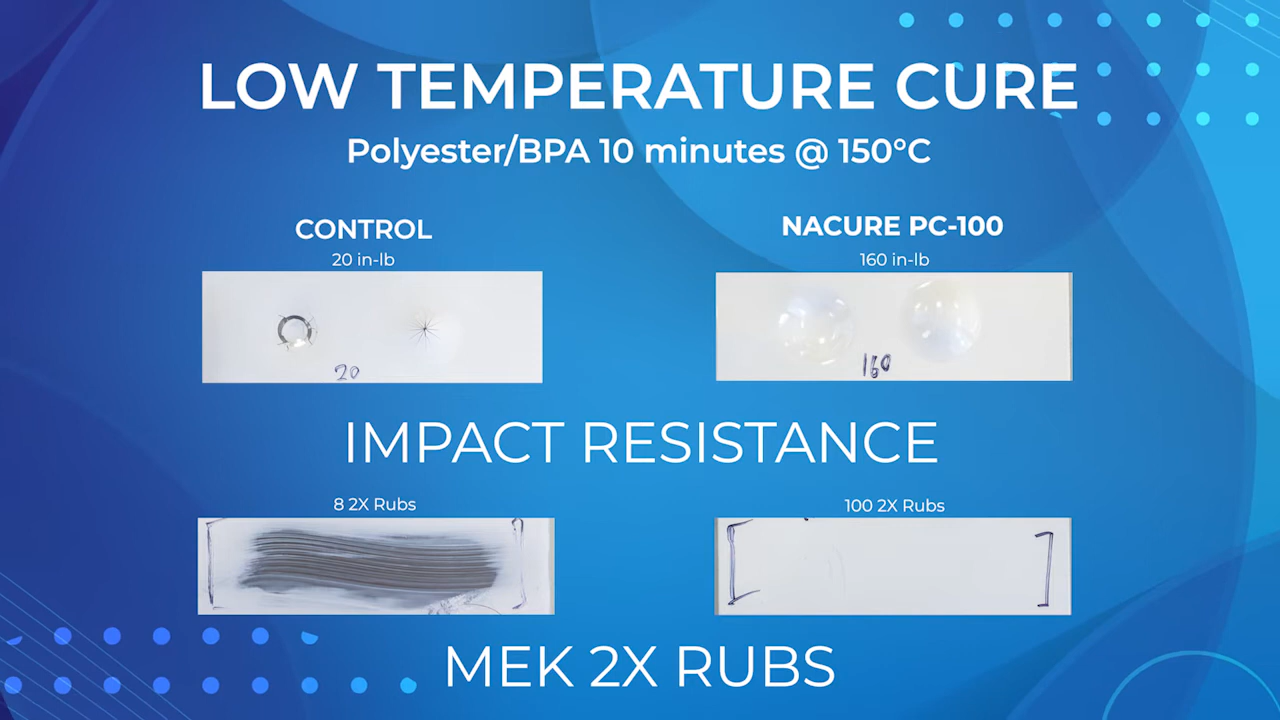 LOW TEMPERATURE CURE
Polyester/BPA 10 minutes @ 150°C
CONTROL
20 in-lb
20
NACURE PC-100
160 in-lb
160
IMPACT RESISTANCE
8 2X Rubs
100 2X Rubs
MEK 2X RUBS